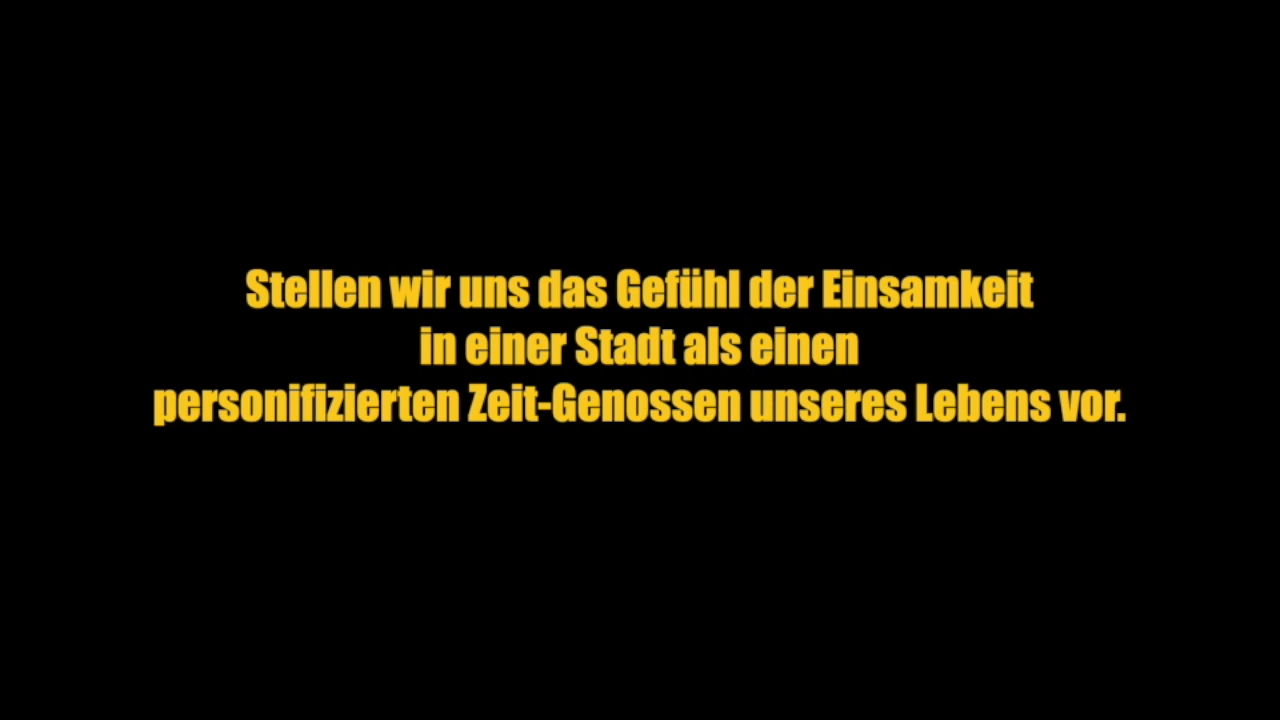 Stellen wir uns das Gefühl der Einsamkeit
in einer Stadt als einen
personifizierten Zeit-Genossen unseres Lebens vor.